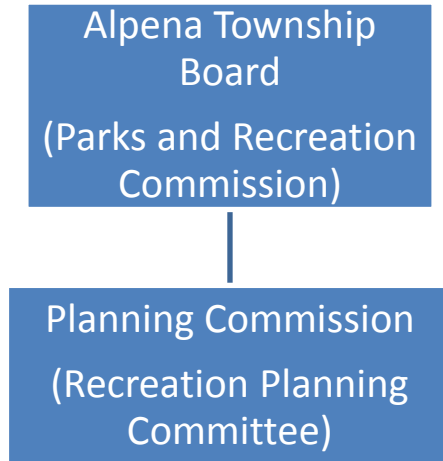 Alpena Township
Board
(Parks and Recreation
Commission)
Planning Commission
(Recreation Planning
Committee)